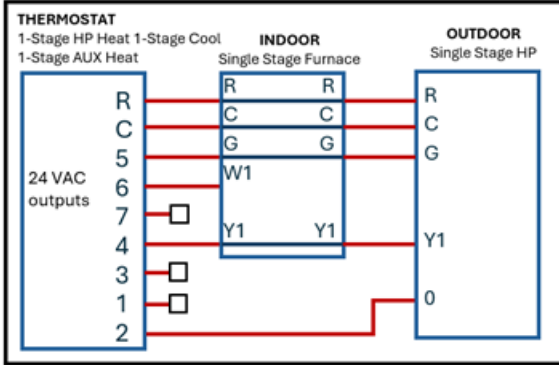 THERMOSTAT
1-Stage HP Heat 1-Stage Cool
1-Stage AUX Heat
INDOOR
Single Stage Furnace
OUTDOOR
Single Stage HP
24 VAC
outputs
R
C
5
6
7
4
3
1
2
R R
C C
G G
W1
Y1 Y1
R
C
G
Y1
0